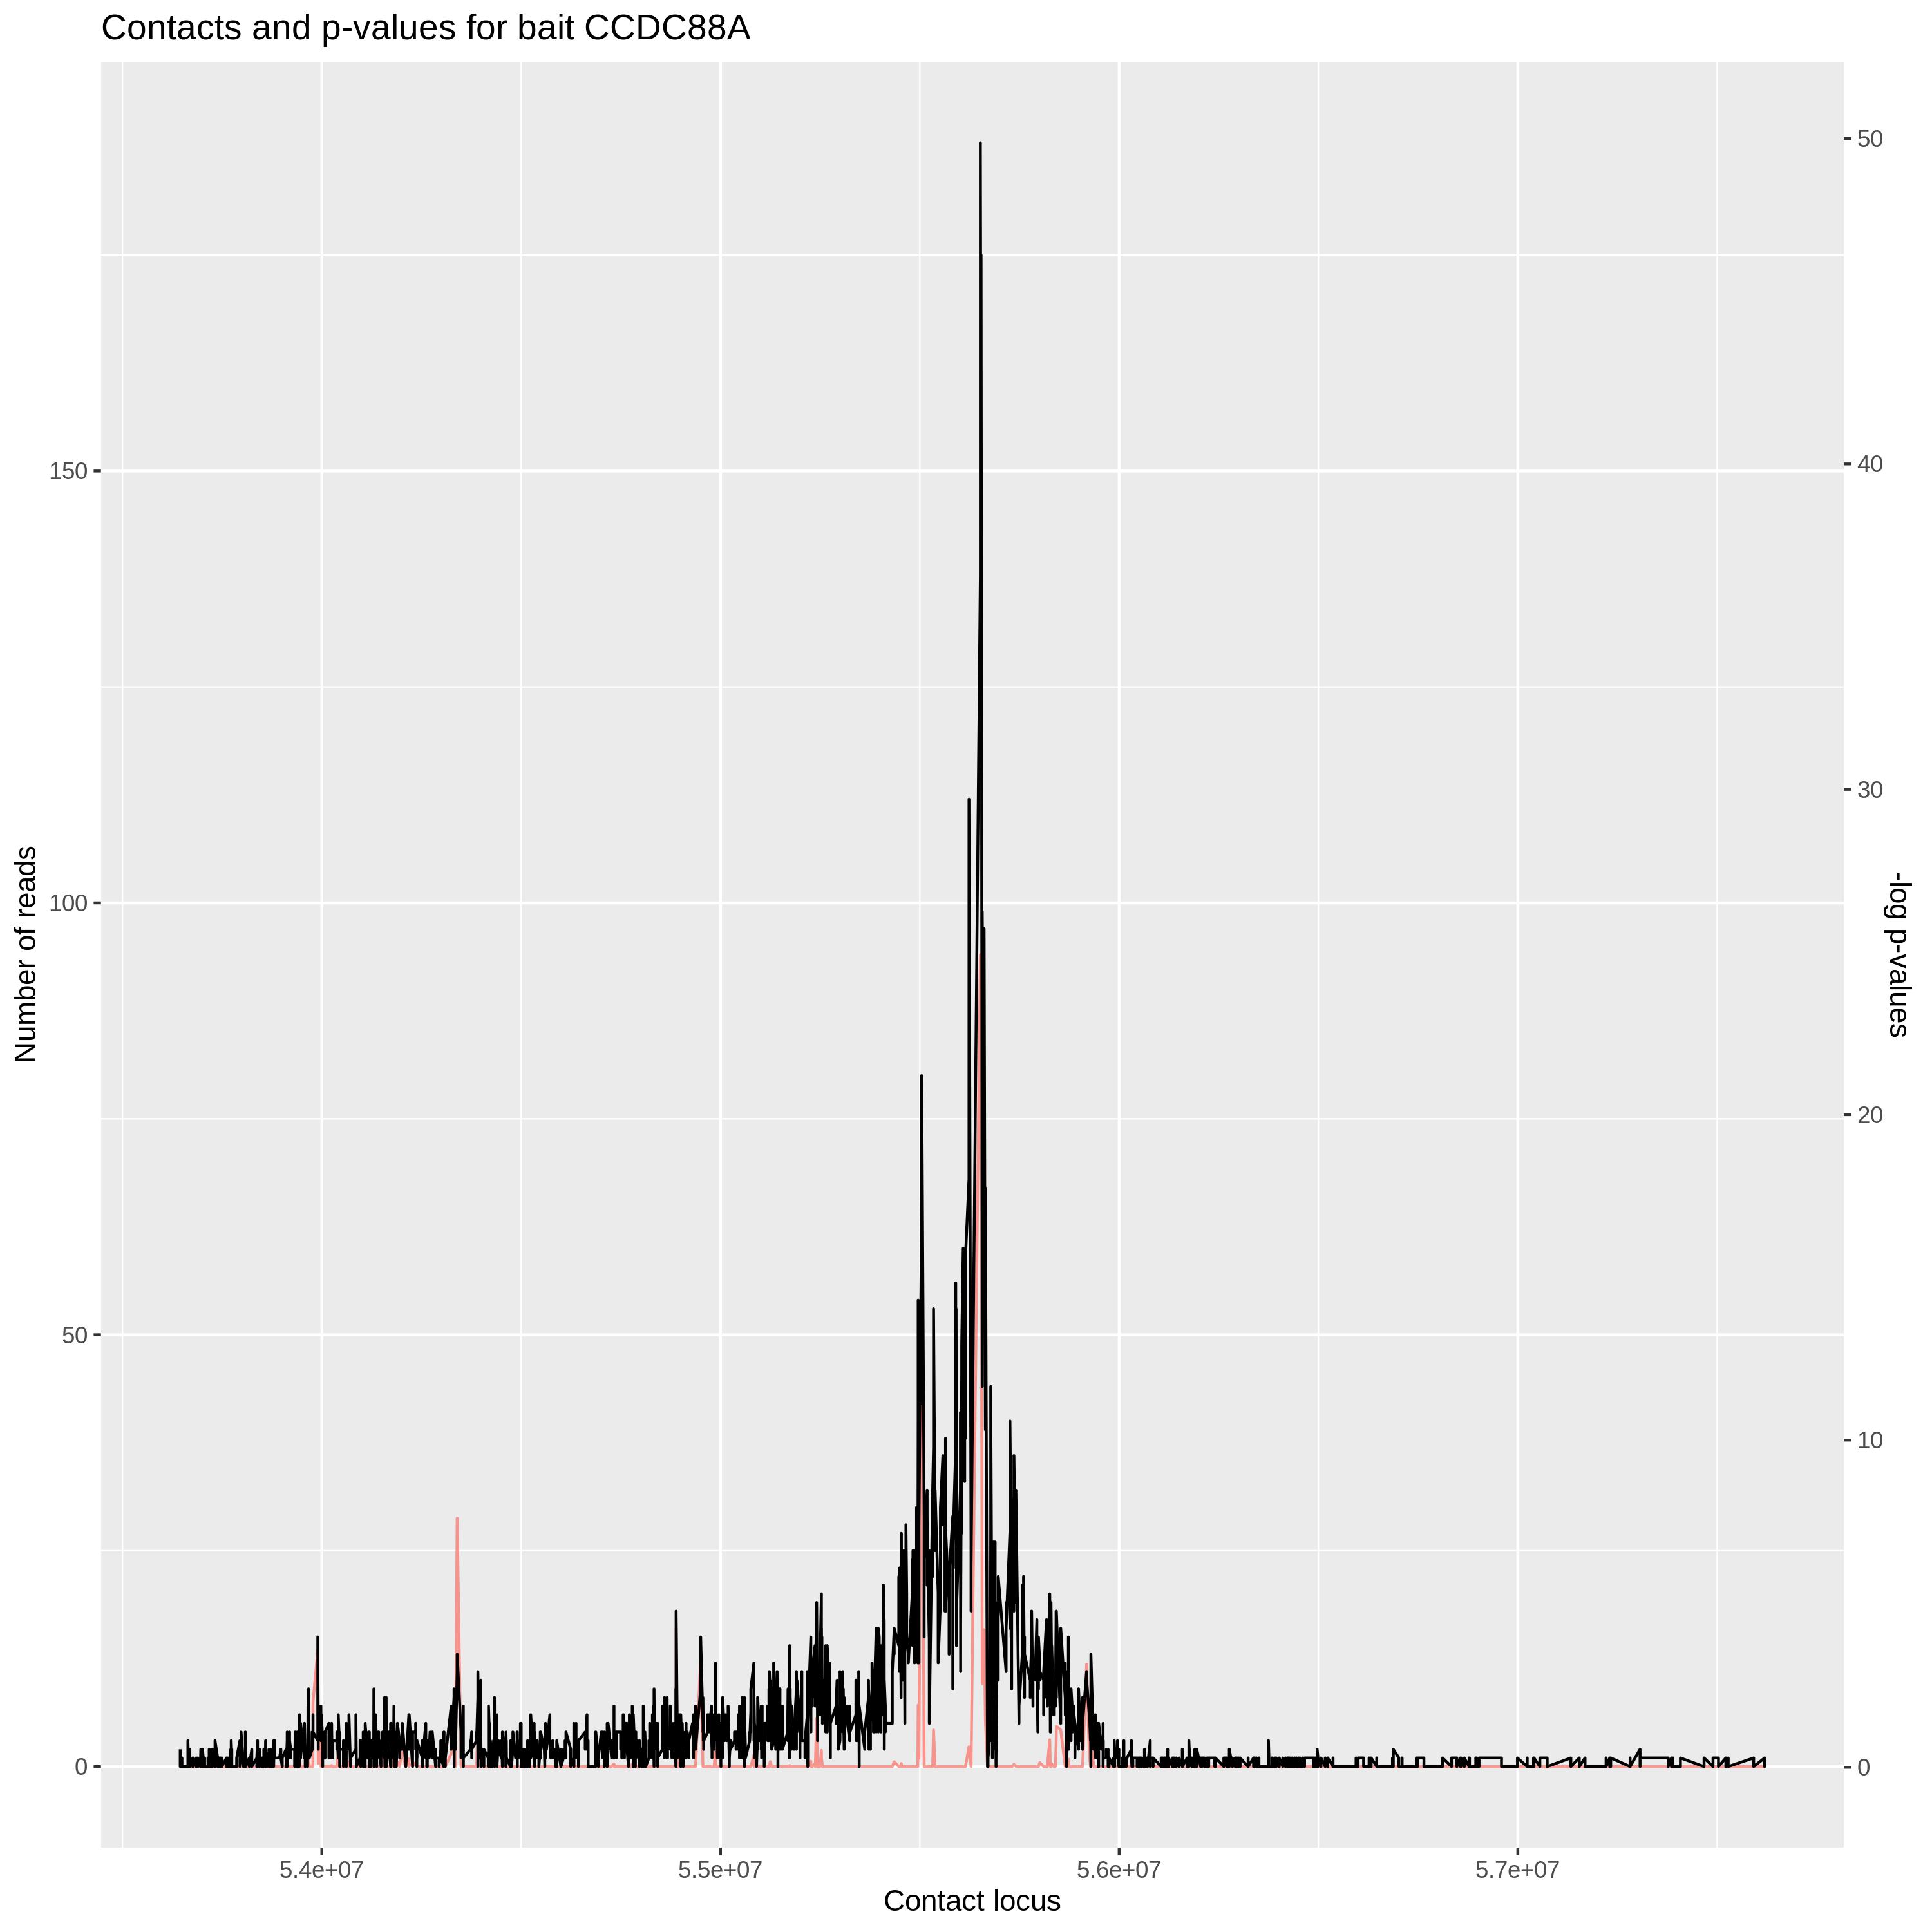 Contacts and p-values for bait CCDC88A
Number of reads
150
100
50
0
50
40
30
20
10
0
-log p-values
5.4e+07
5.5e+07
5.6e+07
5.7e+07
Contact locus